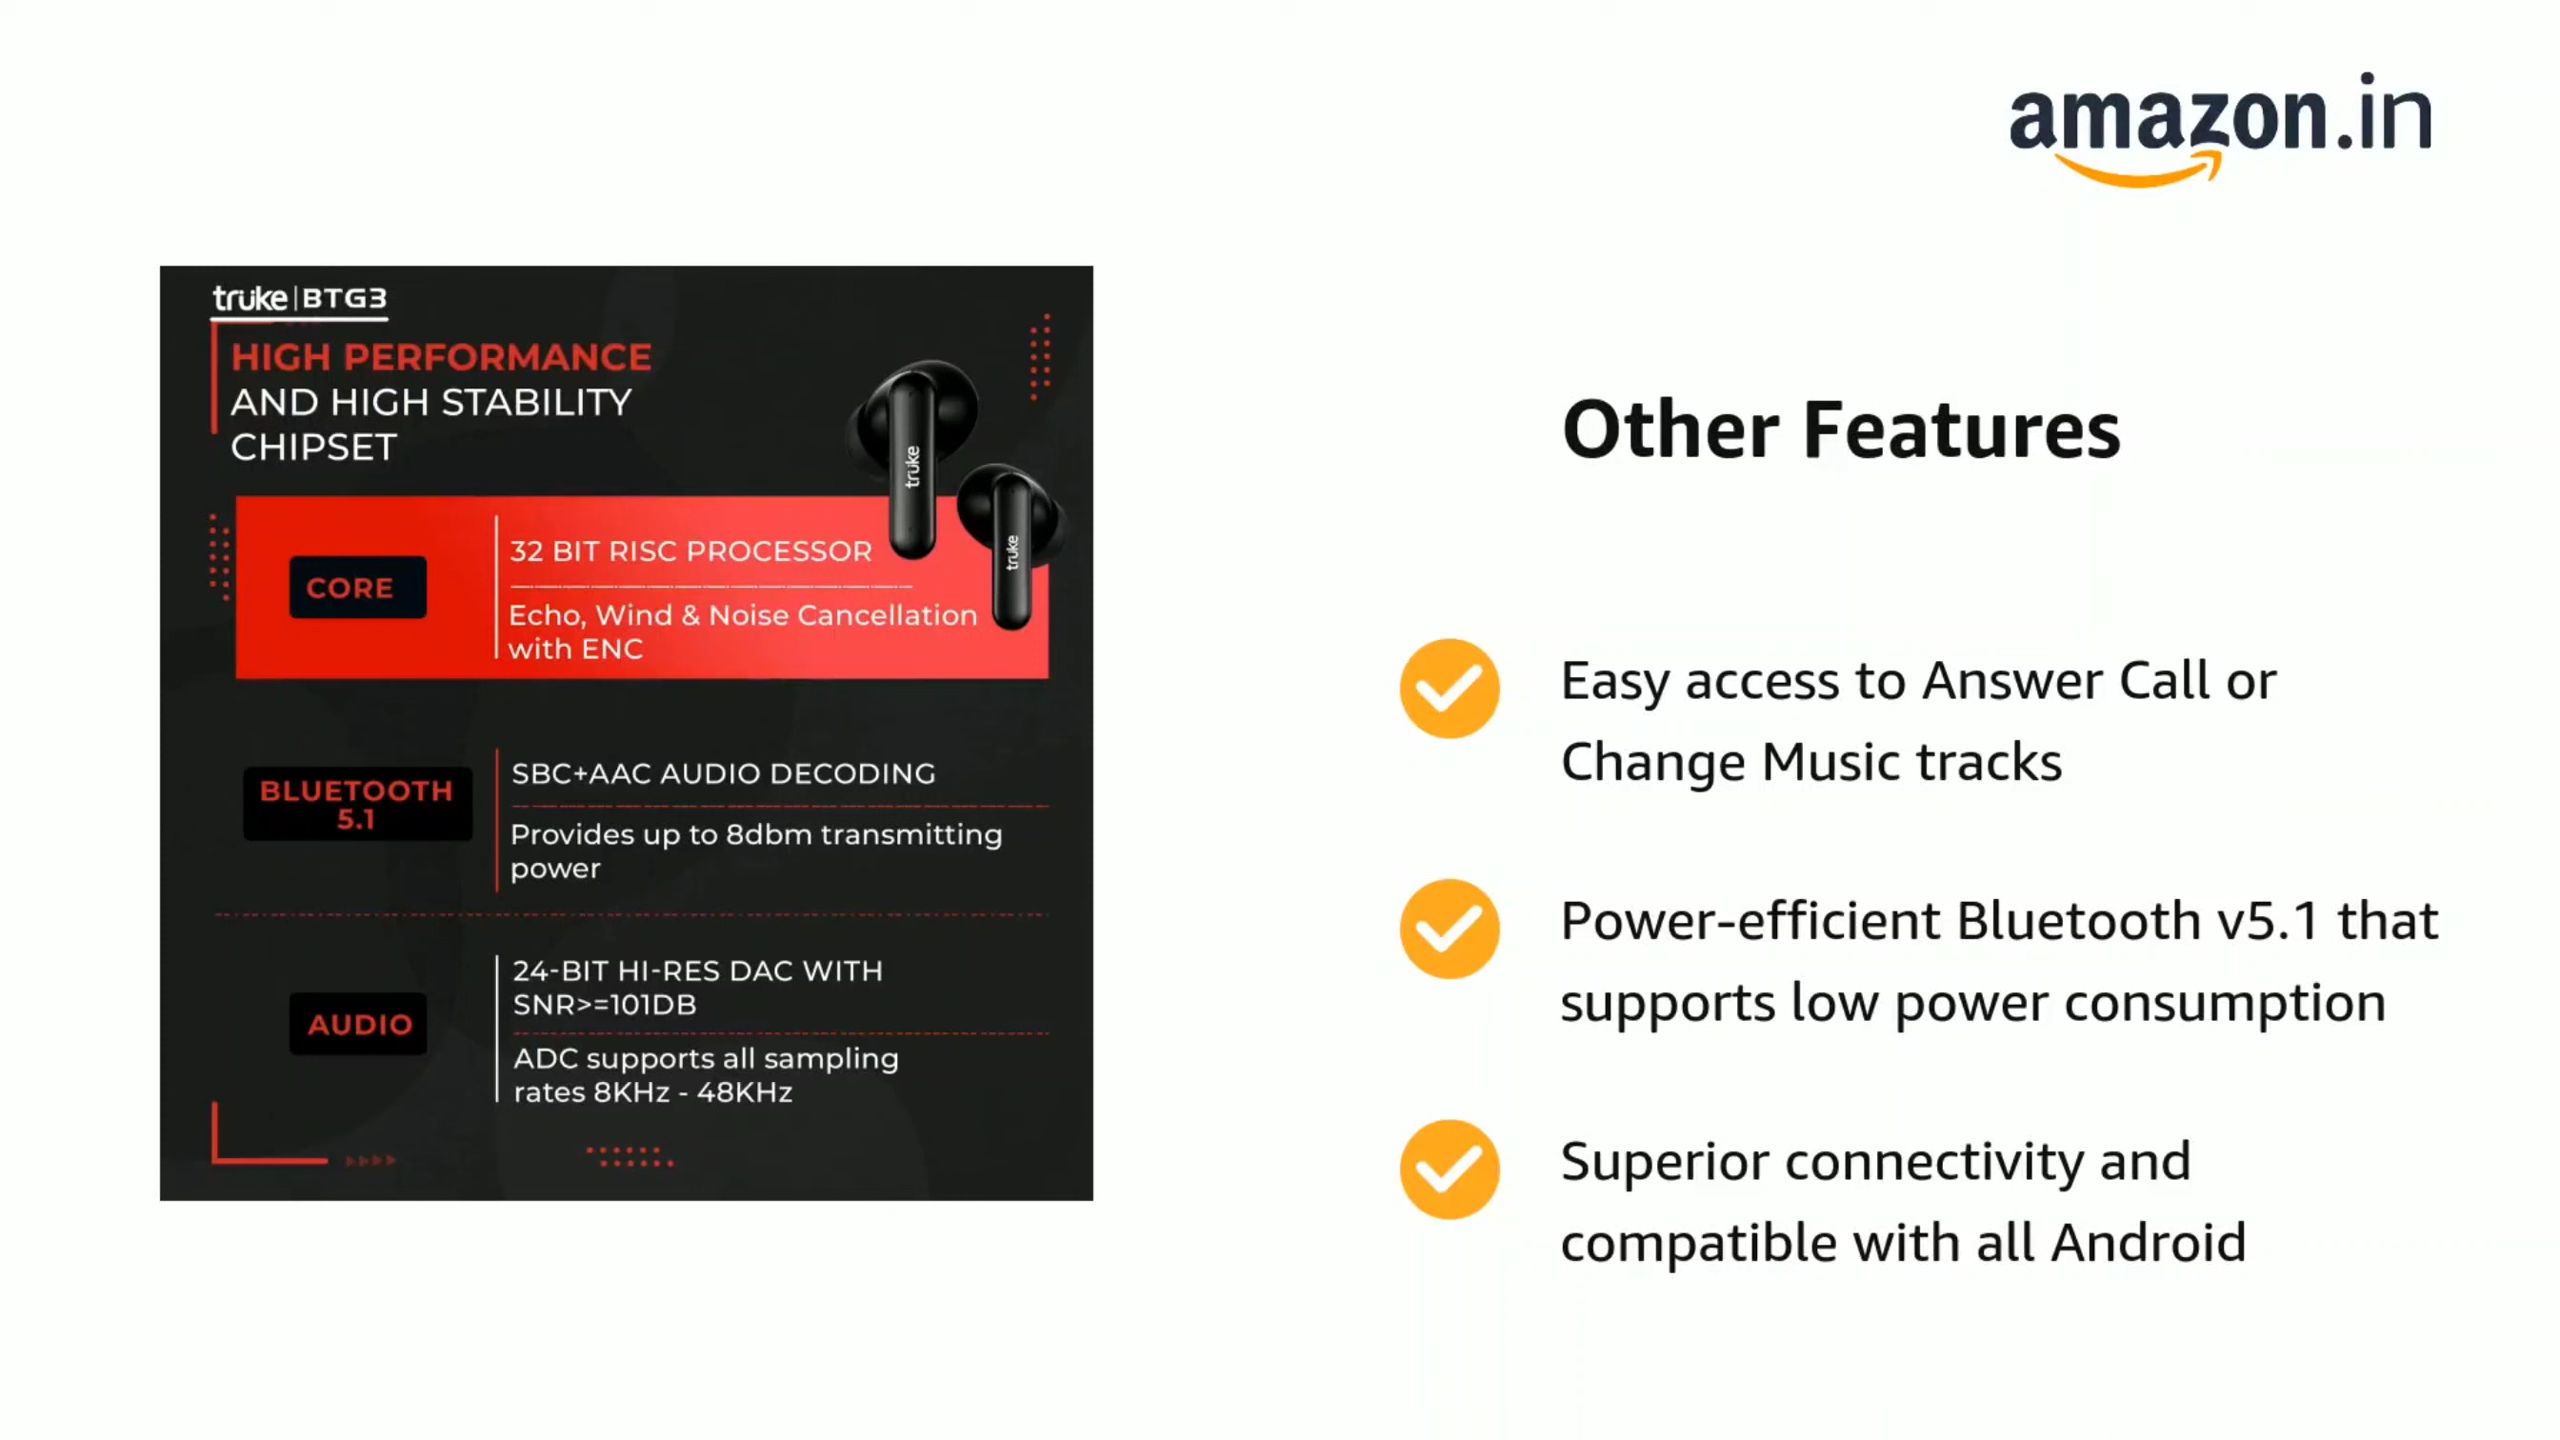 amazon.in
truke|BTG3
HIGH PERFORMANCE
AND HIGH STABILITY
CHIPSET
truke
truke
CORE
32 BIT RISC PROCESSOR
Echo, Wind & Noise Cancellation
with ENC
BLUETOOTH
5.1
SBC+AAC AUDIO DECODING
Provides up to 8dbm transmitting
power
AUDIO
24-BIT HI-RES DAC WITH
SNR>=101DB
ADC supports all sampling
rates 8KHz - 48KHz
Other Features
Easy access to Answer Call or
Change Music tracks
Power-efficient Bluetooth v5.1 that
supports low power consumption
Superior connectivity and
compatible with all Android